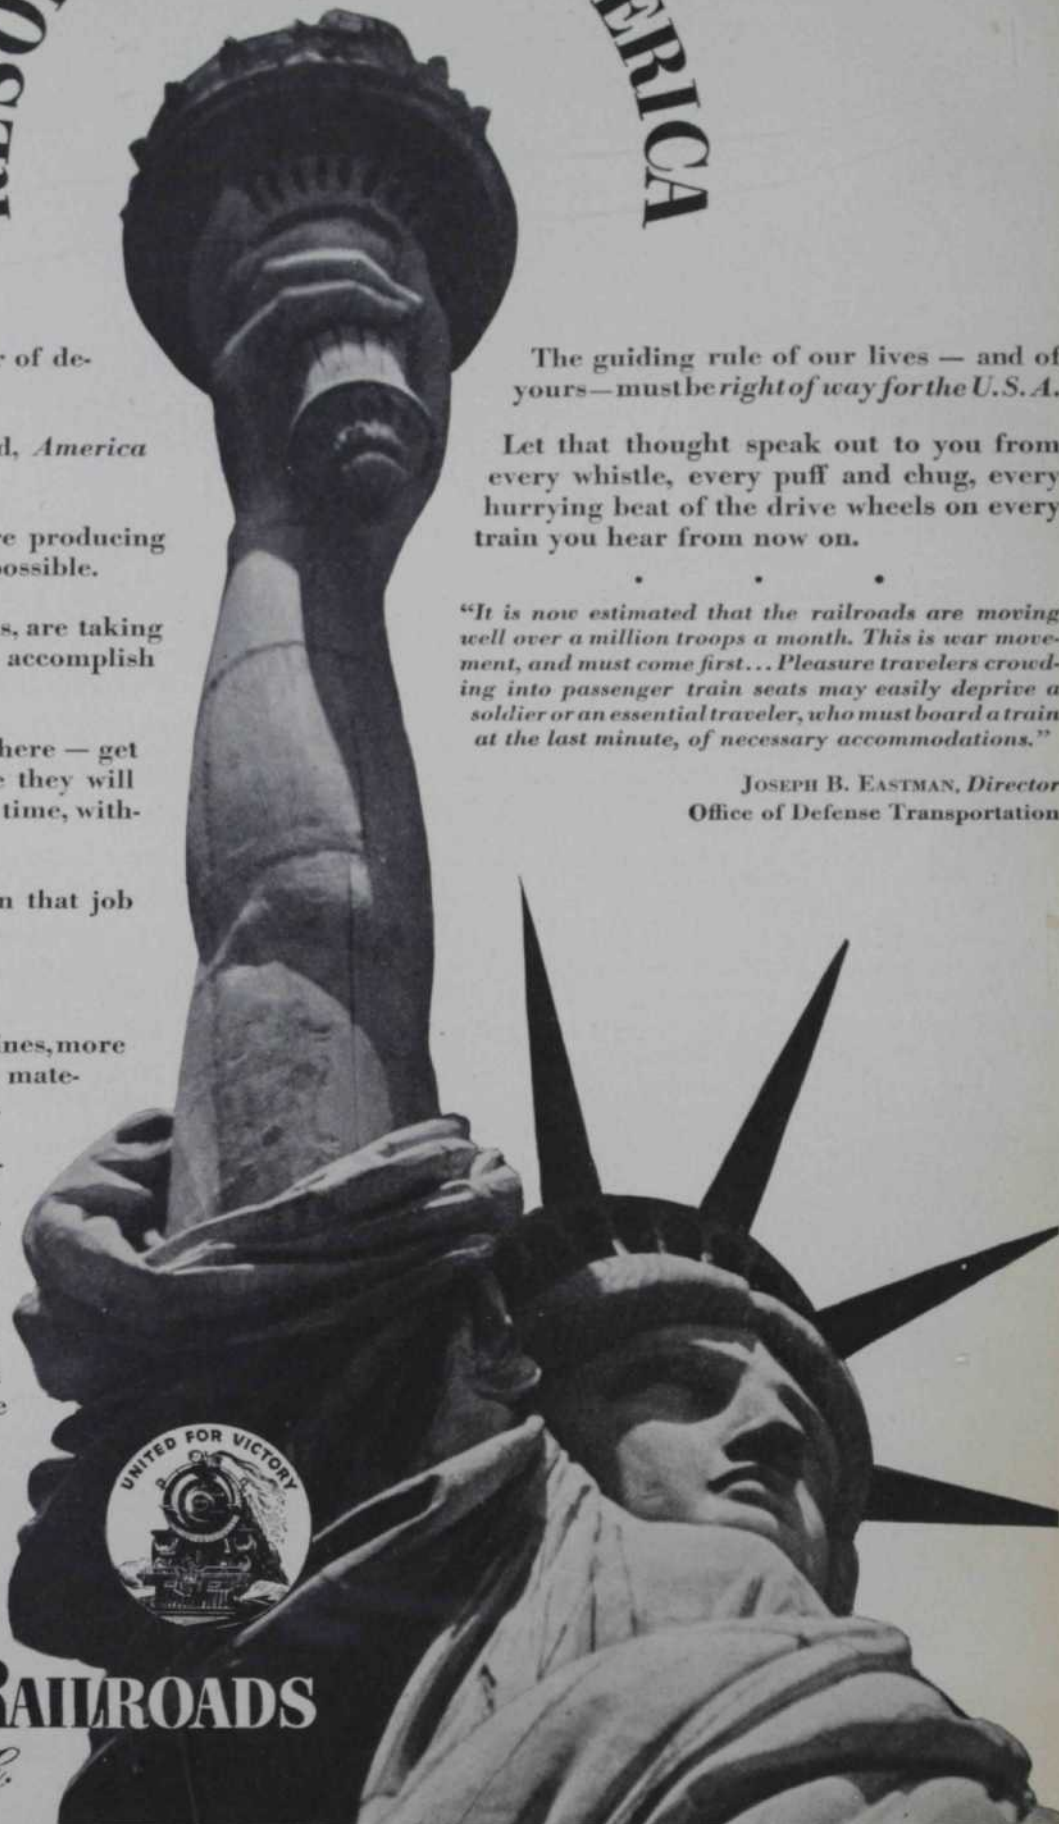 ERICA
r of de-
d, America
e producing
possible.
s, are taking
accomplish
here — get
e they will
time, with-
n that job
ines, more
mate-
The guiding rule of our lives — and of
yours—must be right of way for the U.S.A.
Let that thought speak out to you from
every whistle, every puff and chug, every
hurrying beat of the drive wheels on every
train you hear from now on.
• • •
“It is now estimated that the railroads are moving
well over a million troops a month. This is war move-
ment, and must come first... Pleasure travelers crowd-
ing into passenger train seats may easily deprive a
soldier or an essential traveler, who must board a train
at the last minute, of necessary accommodations.”
JOSEPH B. EASTMAN, Director
Office of Defense Transportation
UNITED FOR VICTORY
RAILROADS